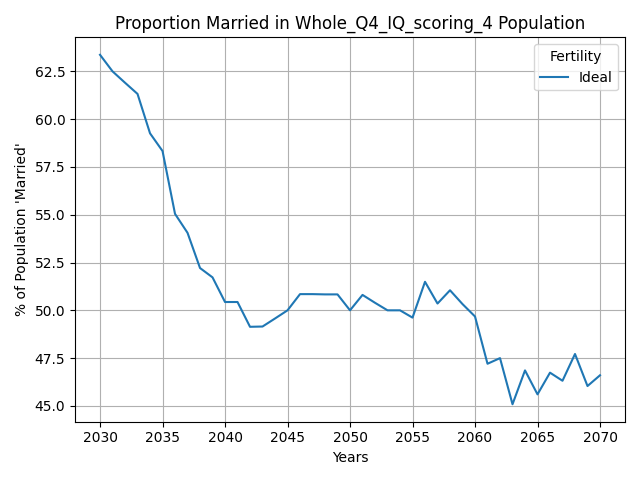 Proportion Married in Whole_Q4_IQ_scoring_4 Population
Fertility
Ideal
% of Population 'Married'
62.5
60.0
57.5
55.0
52.5
50.0
47.5
45.0
2030 2035 2040 2045 2050 2055 2060 2065 2070
Years